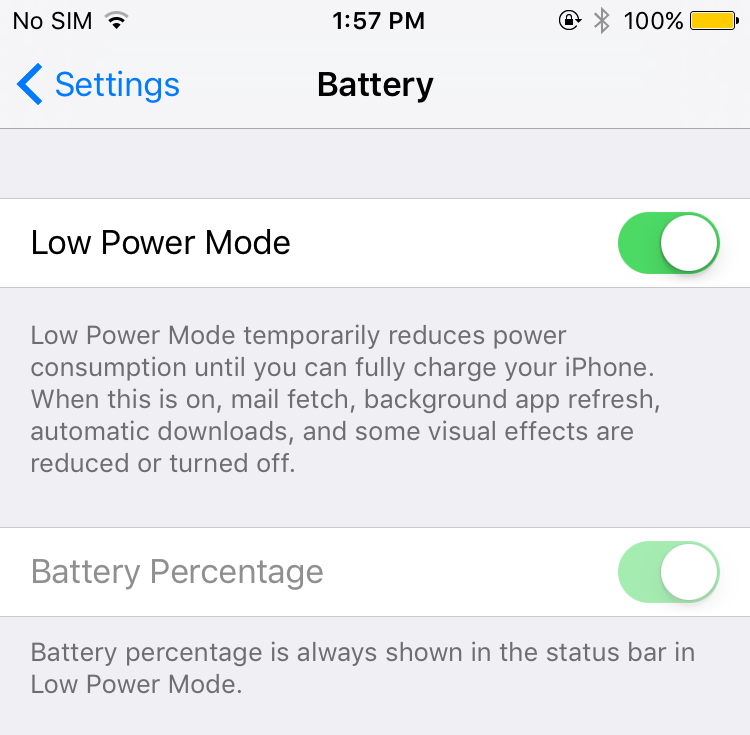 No SIM 1:57 PM 100%
Settings Battery
Low Power Mode
Low Power Mode temporarily reduces power
consumption until you can fully charge your iPhone.
When this is on, mail fetch, background app refresh,
automatic downloads, and some visual effects are
reduced or turned off.
Battery Percentage
Battery percentage is always shown in the status bar in
Low Power Mode.